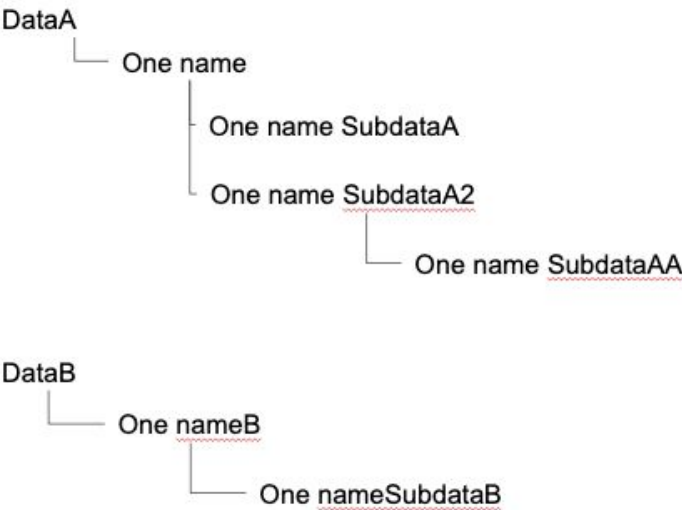 DataA
One name
One name SubdataA
One name SubdataA2
One name SubdataAA
DataB
One nameB
One nameSubdataB